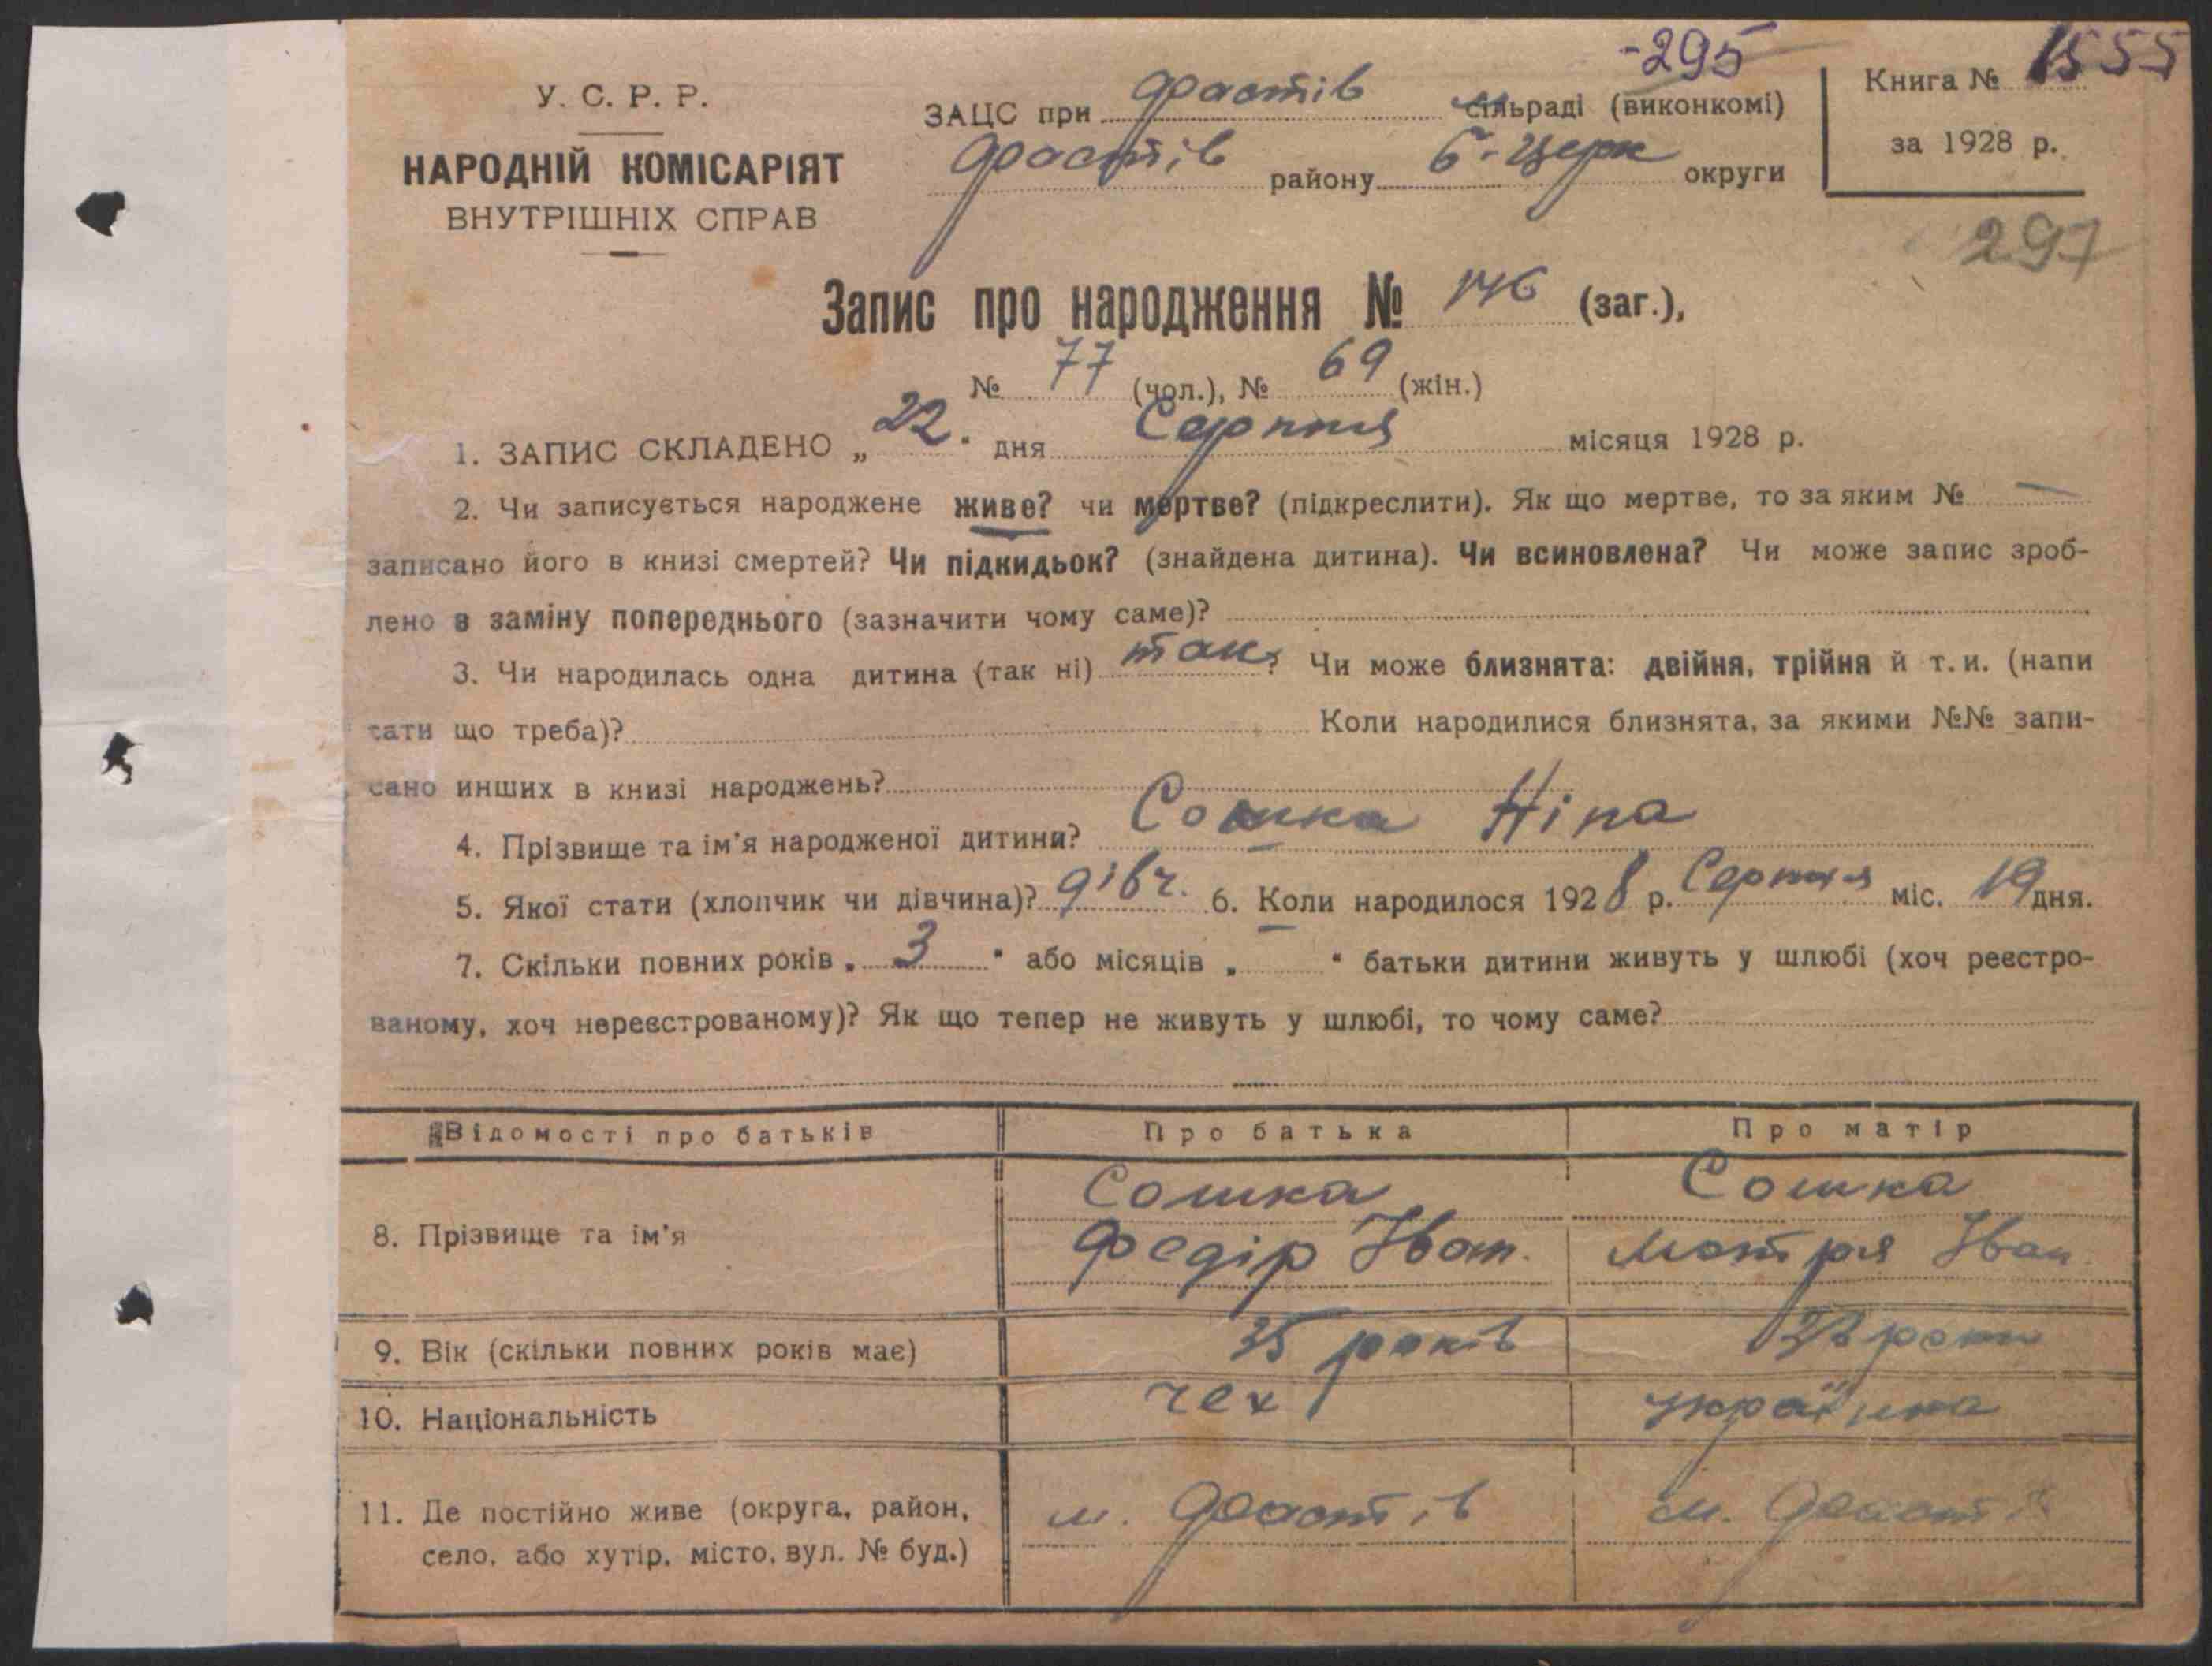 -295
1555
У. С. Р. Р.
ЗАЦС при Фастів сільраді (виконкомі)
Книга №
НАРОДНІЙ КОМІСАРІЯТ
Фастів району Б-Церк округи
за 1928 р.
ВНУТРІШНІХ СПРАВ
297
Запис про народження № 146 (заг.),
№ 77 (чол.), № 69 (жін.)
1. ЗАПИС СКЛАДЕНО „ 22 " дня Серпня місяця 1928 р.
2. Чи записується народжене живе? чи мертве? (підкреслити). Як що мертве, то за яким № —
записано його в книзі смертей? Чи підкидьок? (знайдена дитина). Чи всиновлена? Чи може запис зроб-
лено в заміну попереднього (зазначити чому саме)?
3. Чи народилась одна дитина (так ні) так? Чи може близнята: двійня, трійня й т. и. (напи
сати що треба)? Коли народилися близнята, за якими №№ запи-
сано инших в книзі народжень?
4. Прізвище та ім'я народженої дитини? Сошка Ніна
5. Якої стати (хлопчик чи дівчина)? дівч. 6. Коли народилося 1928 р. Серпня міс. 19 дня.
7. Скільки повних років „ 3 " або місяців „ " батьки дитини живуть у шлюбі (хоч реєстро-
ваному, хоч нереєстрованому)? Як що тепер не живуть у шлюбі, то чому саме?
Відомості про батьків Про батька Про матір
Сошка Сошка
8. Прізвище та ім'я Федір Іван. Мотря Іван.
9. Вік (скільки повних років має) 35 років 32 роки
10. Національність чех українка
11. Де постійно живе (округа, район, м. Фастів м. Фастів
село, або хутір, місто, вул. № буд.)